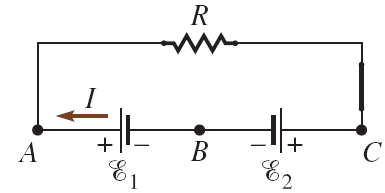 R
I
A + − B − + C
ℰ₁ ℰ₂